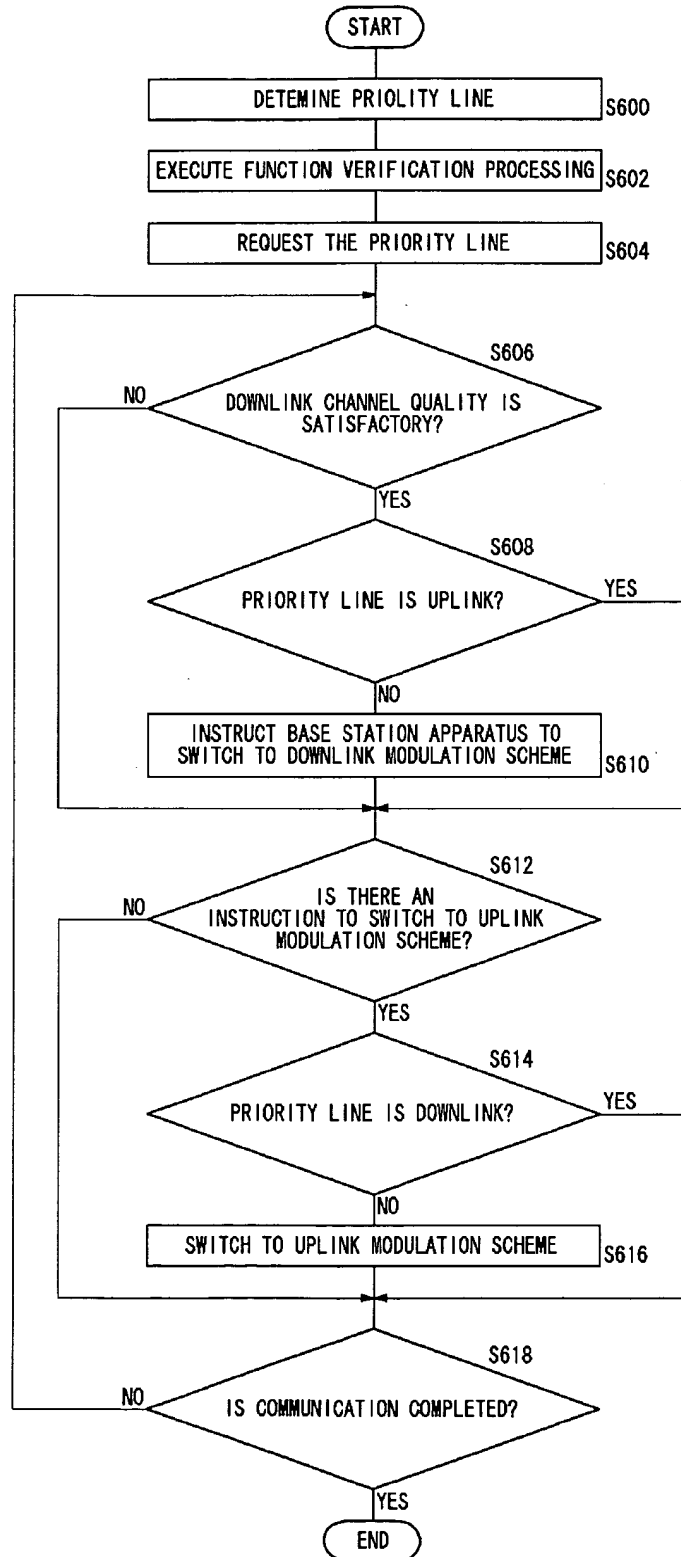 START
DETEMINE PRIOLITY LINE
S600
EXECUTE FUNCTION VERIFICATION PROCESSING
S602
REQUEST THE PRIORITY LINE
S604
S606
NO
DOWNLINK CHANNEL QUALITY IS
SATISFACTORY?
YES
S608
PRIORITY LINE IS UPLINK?
YES
NO
INSTRUCT BASE STATION APPARATUS TO
SWITCH TO DOWNLINK MODULATION SCHEME
S610
S612
NO
IS THERE AN
INSTRUCTION TO SWITCH TO UPLINK
MODULATION SCHEME?
YES
S614
PRIORITY LINE IS DOWNLINK?
YES
NO
SWITCH TO UPLINK MODULATION SCHEME
S616
S618
NO
IS COMMUNICATION COMPLETED?
YES
END